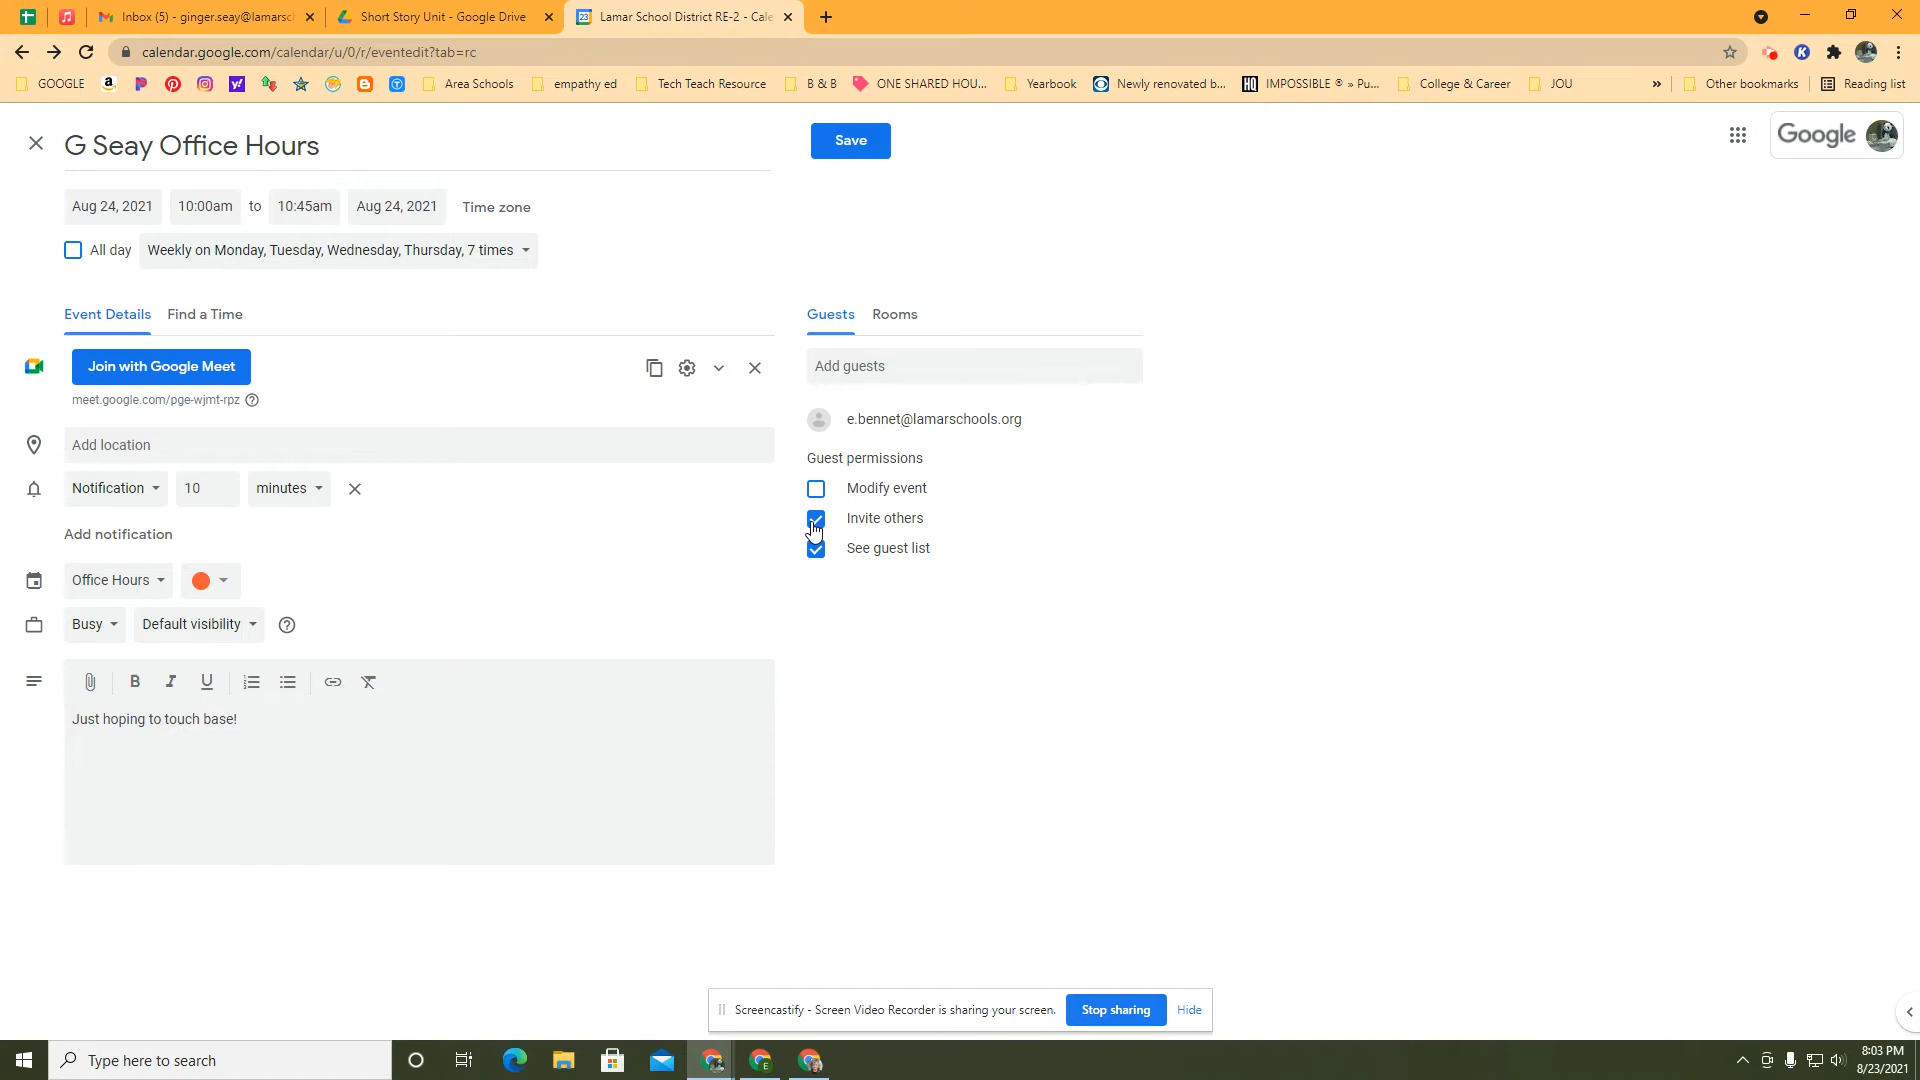 Inbox (5) - ginger.seay@lamarsc
Short Story Unit - Google Drive
Lamar School District RE-2 - Cale
calendar.google.com/calendar/u/0/r/eventedit?tab=rc
GOOGLE
Area Schools
empathy ed
Tech Teach Resource
B & B
ONE SHARED HOU...
Yearbook
Newly renovated b...
IMPOSSIBLE ® » Pu...
College & Career
JOU
»
Other bookmarks
Reading list
G Seay Office Hours
Save
Google
Aug 24, 2021 10:00am to 10:45am Aug 24, 2021 Time zone
All day Weekly on Monday, Tuesday, Wednesday, Thursday, 7 times
Event Details Find a Time
Guests Rooms
Join with Google Meet
meet.google.com/pge-wjmt-rpz
Add guests
e.bennet@lamarschools.org
Add location
Guest permissions
Notification 10 minutes
Modify event
Invite others
Add notification
See guest list
Office Hours
Busy Default visibility
B I U
Just hoping to touch base!
Screencastify - Screen Video Recorder is sharing your screen. Stop sharing Hide
Type here to search
8:03 PM
8/23/2021